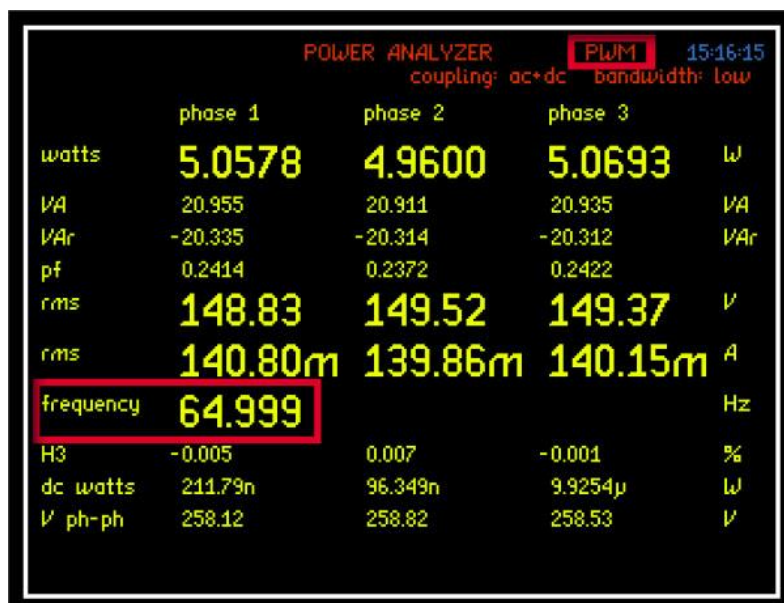 POWER ANALYZER PWM 15:16:15
coupling: ac+dc bandwidth: low
phase 1 phase 2 phase 3
watts 5.0578 4.9600 5.0693 W
VA 20.955 20.911 20.935 VA
VAr -20.335 -20.314 -20.312 VAr
pf 0.2414 0.2372 0.2422
rms 148.83 149.52 149.37 V
rms 140.80m 139.86m 140.15m A
frequency 64.999 Hz
H3 -0.005 0.007 -0.001 %
dc watts 211.79n 96.349n 9.9254µ W
V ph-ph 258.12 258.82 258.53 V